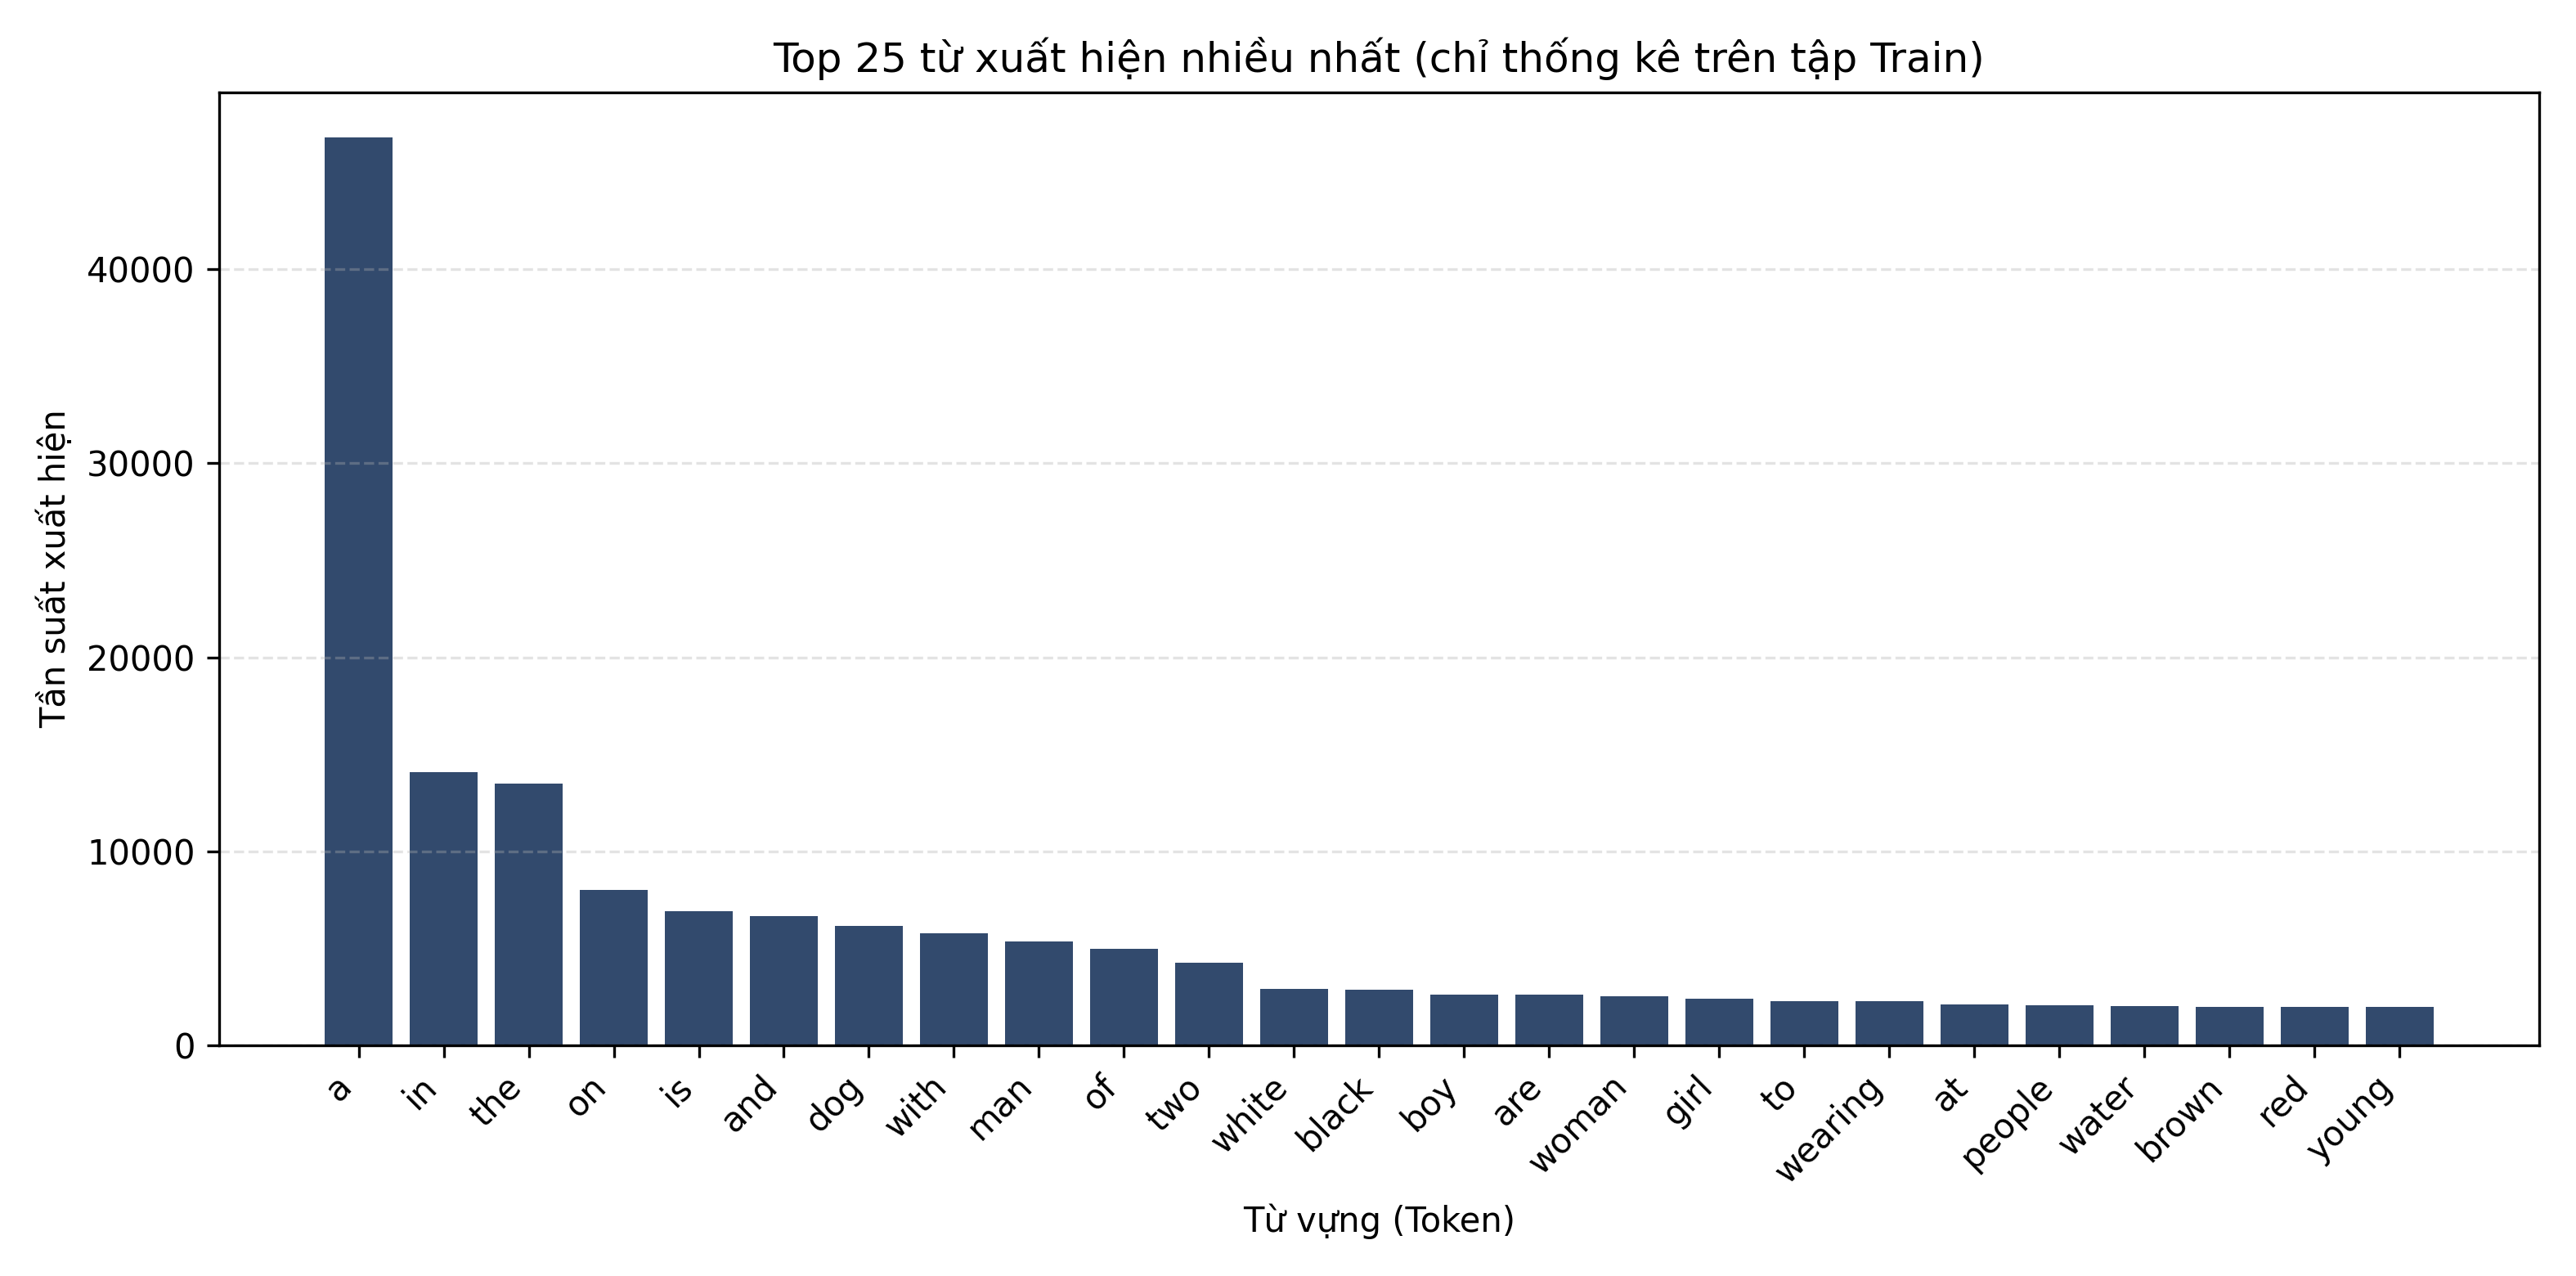 Top 25 từ xuất hiện nhiều nhất (chỉ thống kê trên tập Train)
Tần suất xuất hiện
40000
30000
20000
10000
0
a
in
the
on
is
and
dog
with
man
of
two
white
black
boy
are
woman
girl
to
wearing
at
people
water
brown
red
young
Từ vựng (Token)